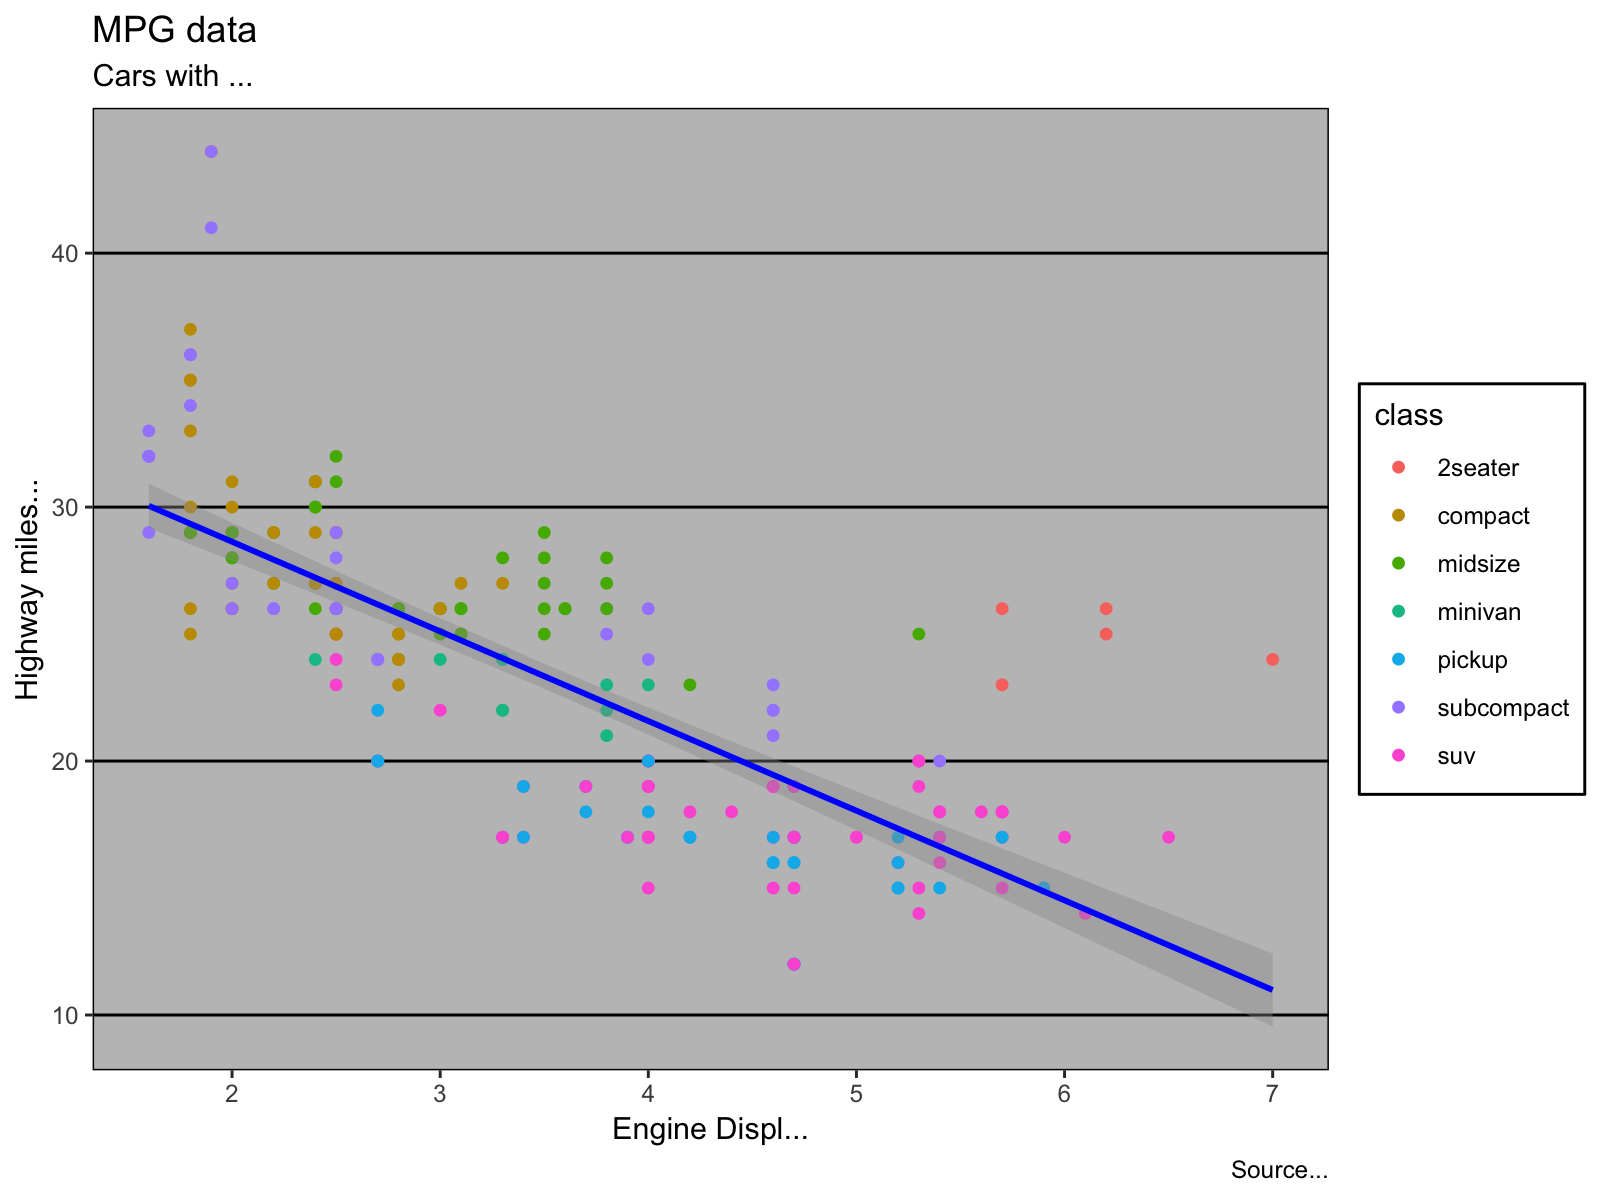 MPG data
Cars with ...
Highway miles...
40
30
20
10
2 3 4 5 6 7
Engine Displ...
class
2seater
compact
midsize
minivan
pickup
subcompact
suv
Source...